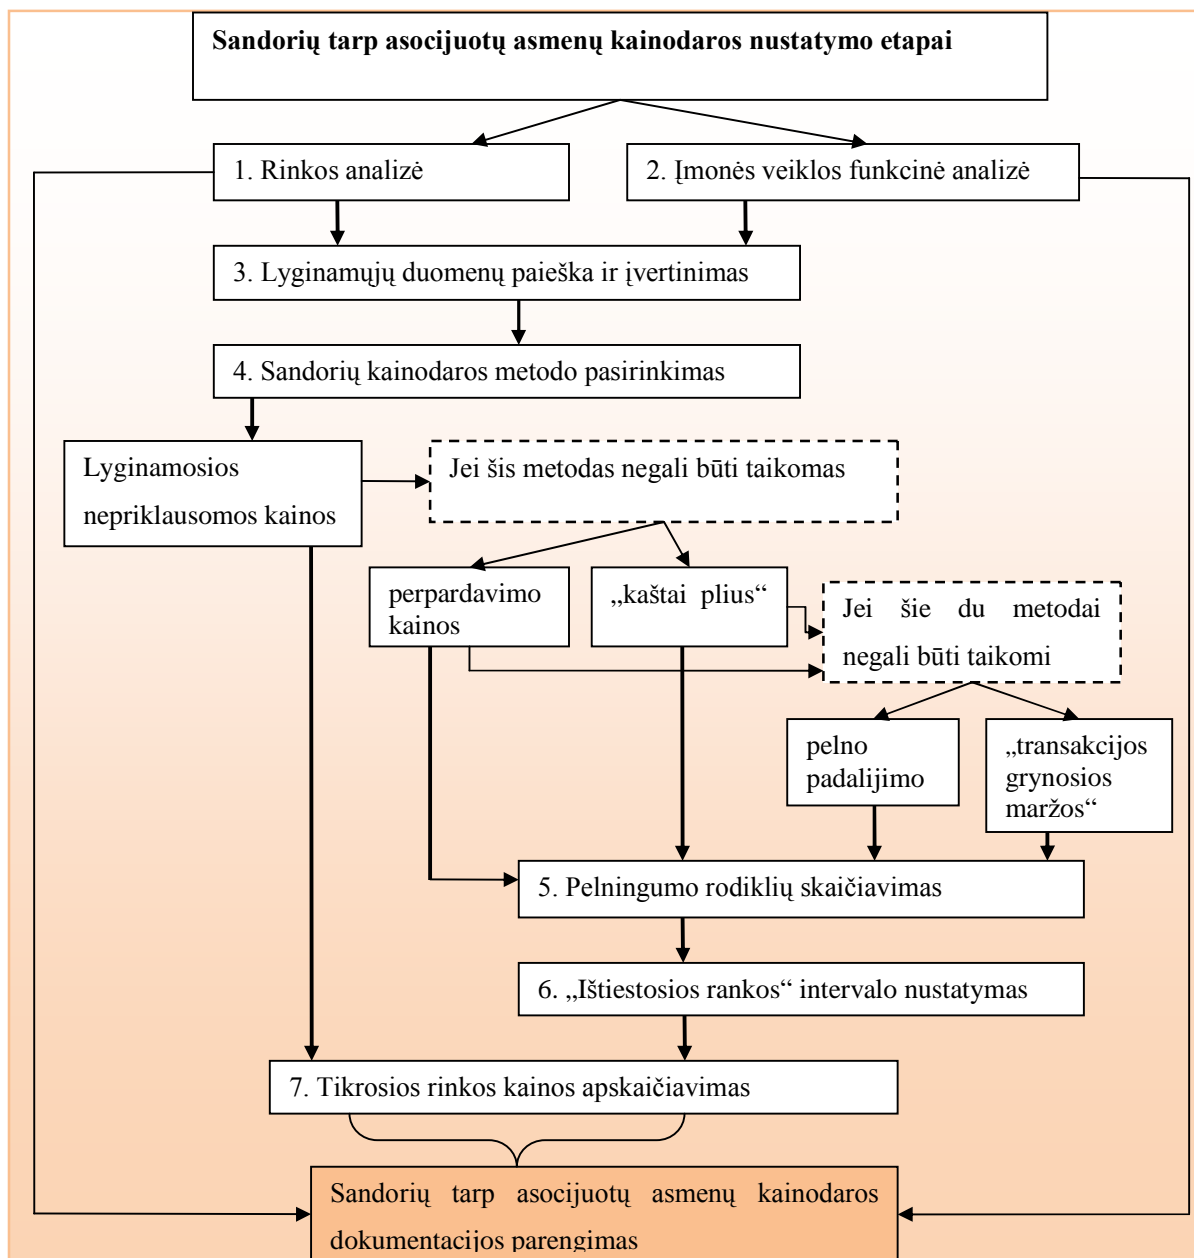 Sandorių tarp asocijuotų asmenų kainodaros nustatymo etapai
1. Rinkos analizė
2. Įmonės veiklos funkcinė analizė
3. Lyginamųjų duomenų paieška ir įvertinimas
4. Sandorių kainodaros metodo pasirinkimas
Lyginamosios
nepriklausomos kainos
Jei šis metodas negali būti taikomas
perpardavimo
kainos
„kaštai plius“
Jei šie du metodai
negali būti taikomi
pelno
padalijimo
„transakcijos
grynosios
maržos“
5. Pelningumo rodiklių skaičiavimas
6. „Ištiestosios rankos“ intervalo nustatymas
7. Tikrosios rinkos kainos apskaičiavimas
Sandorių tarp asocijuotų asmenų kainodaros
dokumentacijos parengimas